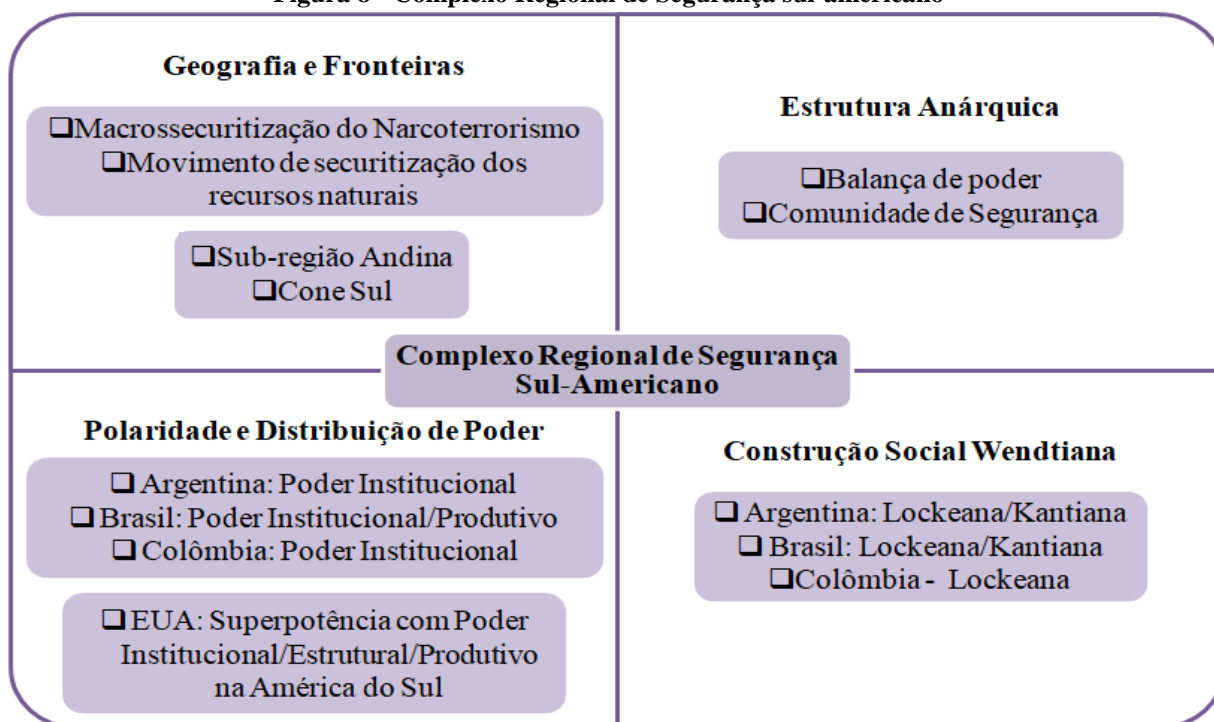 Geografia e Fronteiras
❑Macrossecuritização do Narcoterrorismo
❑Movimento de securitização dos
recursos naturais
❑Sub-região Andina
❑Cone Sul
Estrutura Anárquica
❑Balança de poder
❑Comunidade de Segurança
Complexo Regional de Segurança
Sul-Americano
Polaridade e Distribuição de Poder
❑ Argentina: Poder Institucional
❑ Brasil: Poder Institucional/Produtivo
❑ Colômbia: Poder Institucional
❑ EUA: Superpotência com Poder
Institucional/Estrutural/Produtivo
na América do Sul
Construção Social Wendtiana
❑ Argentina: Lockeana/Kantiana
❑ Brasil: Lockeana/Kantiana
❑Colômbia - Lockeana